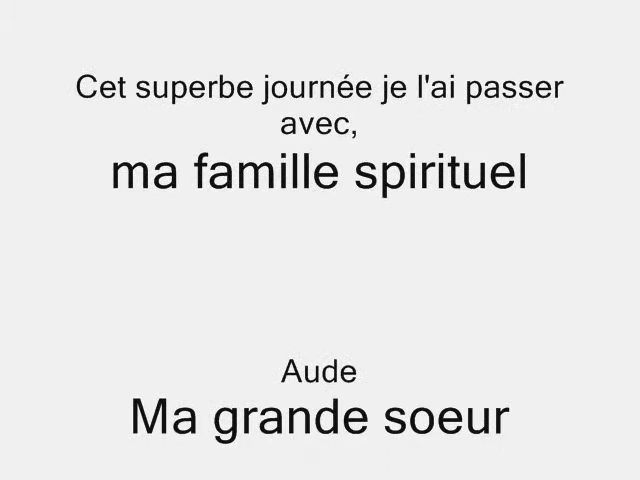 Cet superbe journée je l'ai passer
avec,
ma famille spirituel
Aude
Ma grande soeur